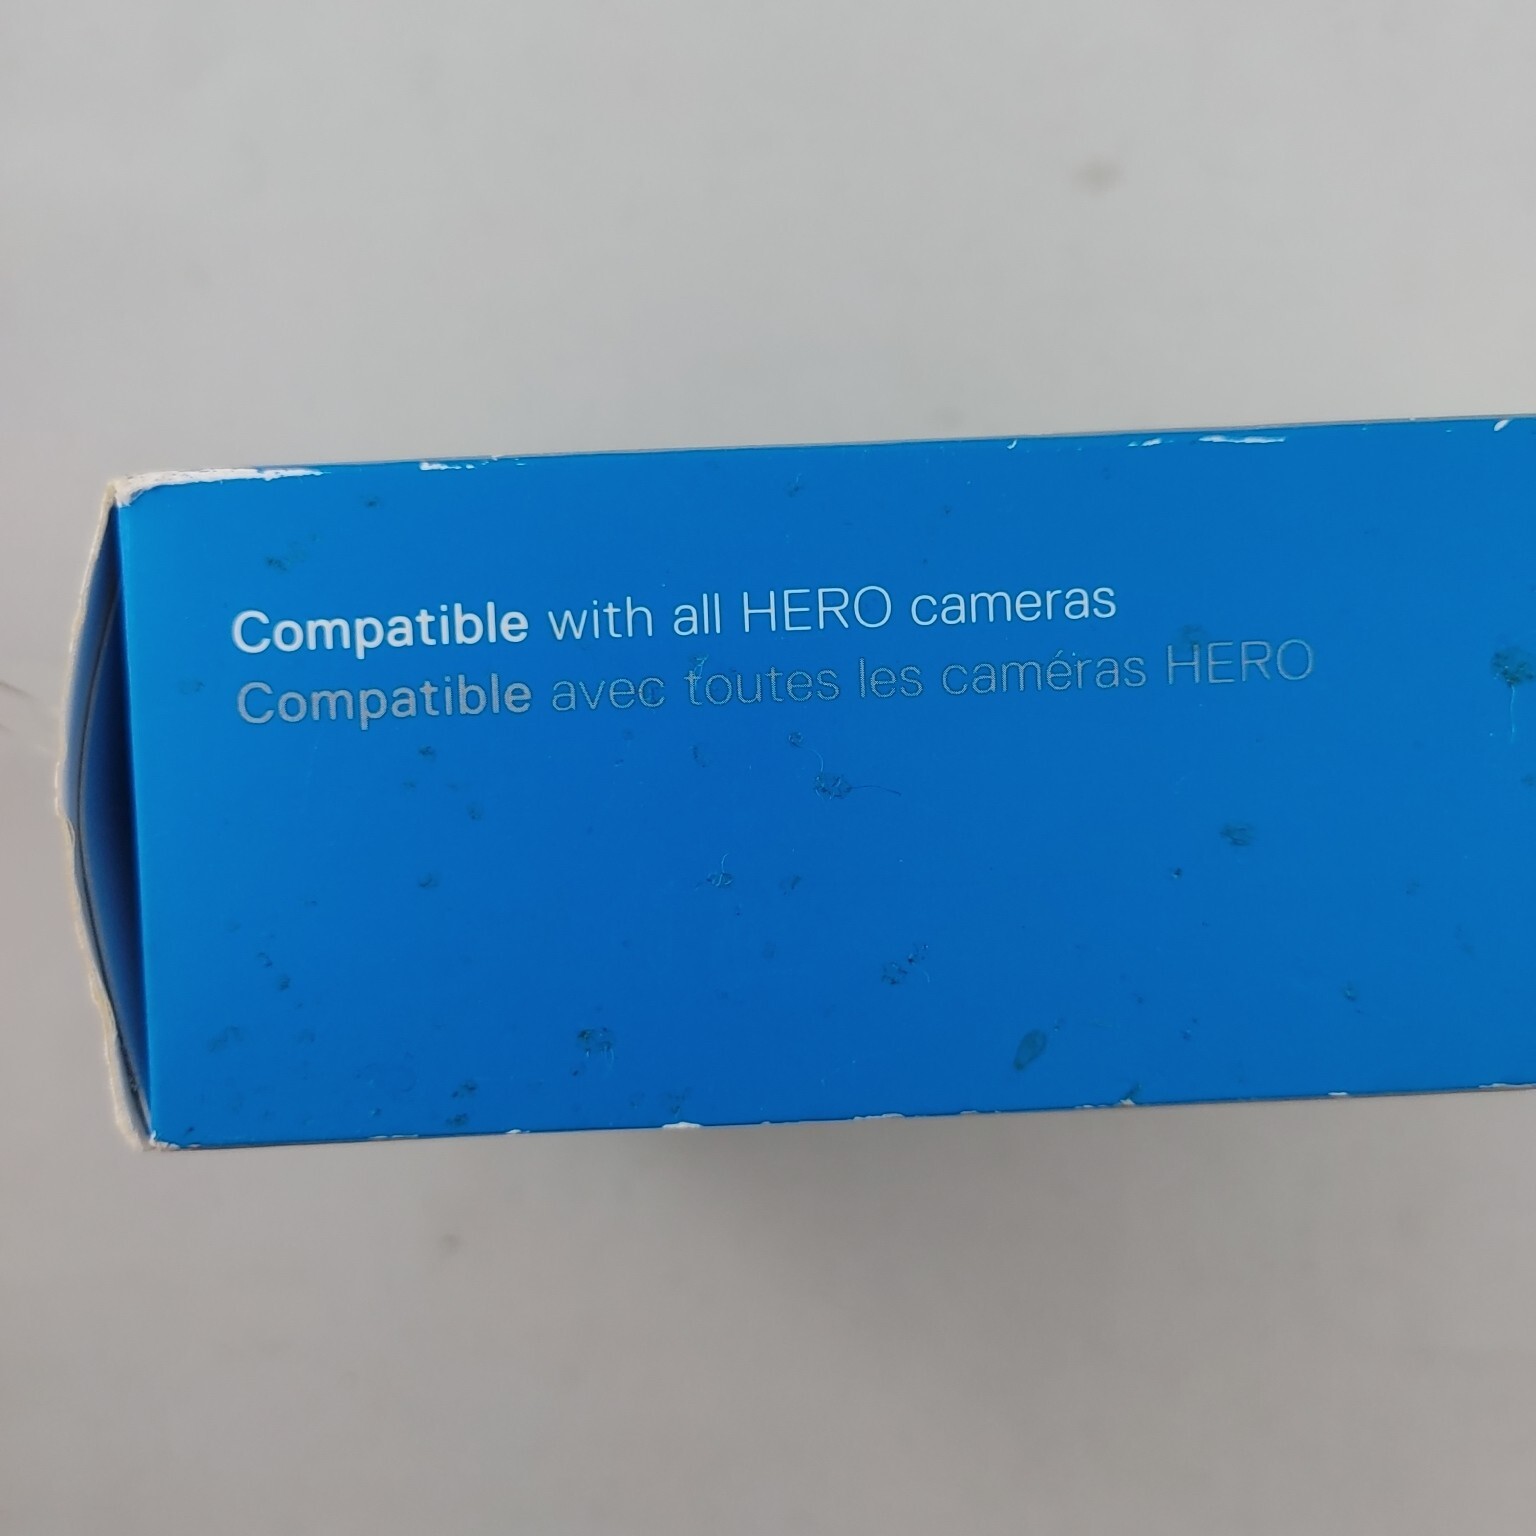 Compatible with all HERO cameras
Compatible avec toutes les caméras HERO